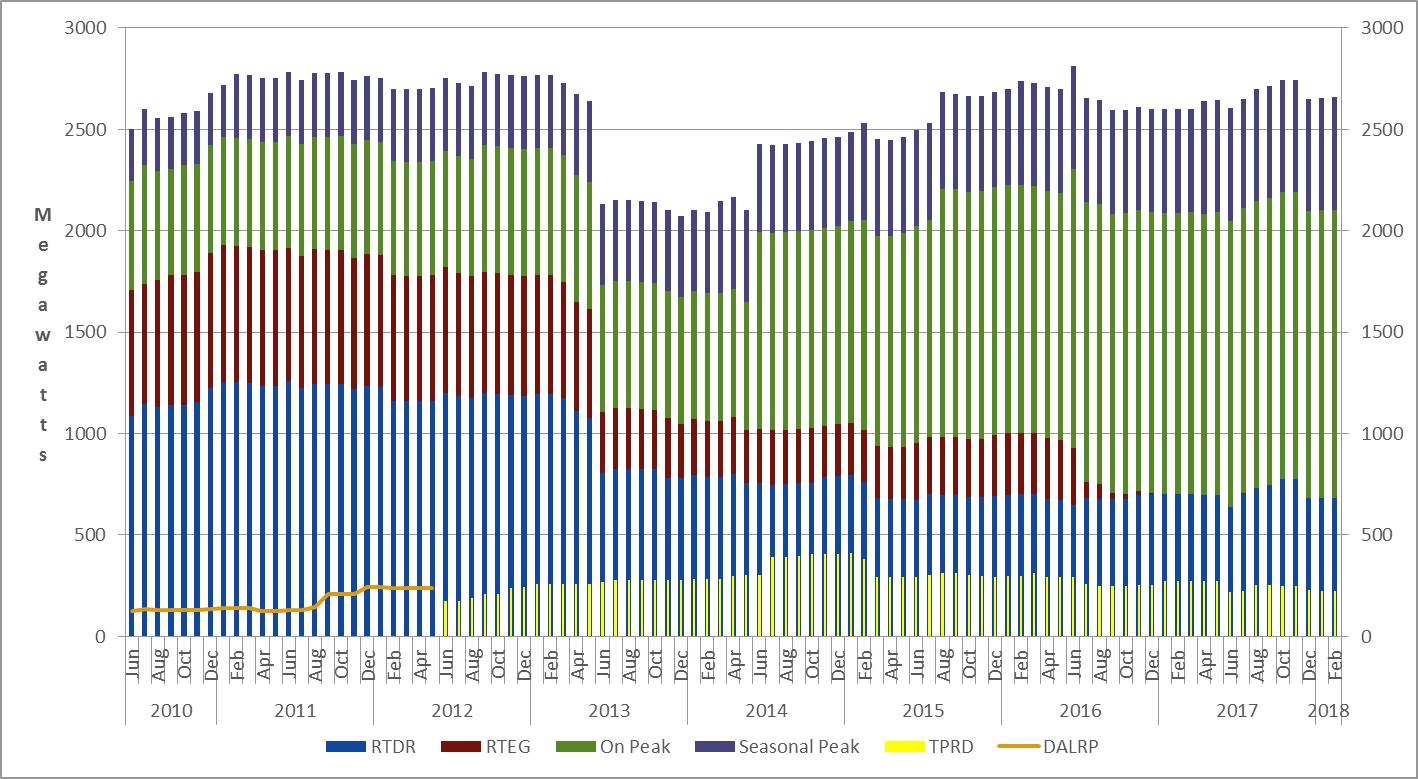 3000 3000
2500 2500
2000 2000
Megawatts
1500 1500
1000 1000
500 500
0 0
Jun Aug Oct Dec Feb Apr Jun Aug Oct Dec Feb Apr Jun Aug Oct Dec Feb Apr Jun Aug Oct Dec Feb Apr Jun Aug Oct Dec Feb Apr Jun Aug Oct Dec Feb Apr Jun Aug Oct Dec Feb Apr Jun Aug Oct Dec Feb
2010 2011 2012 2013 2014 2015 2016 2017 2018
RTDR RTEG On Peak Seasonal Peak TPRD DALRP